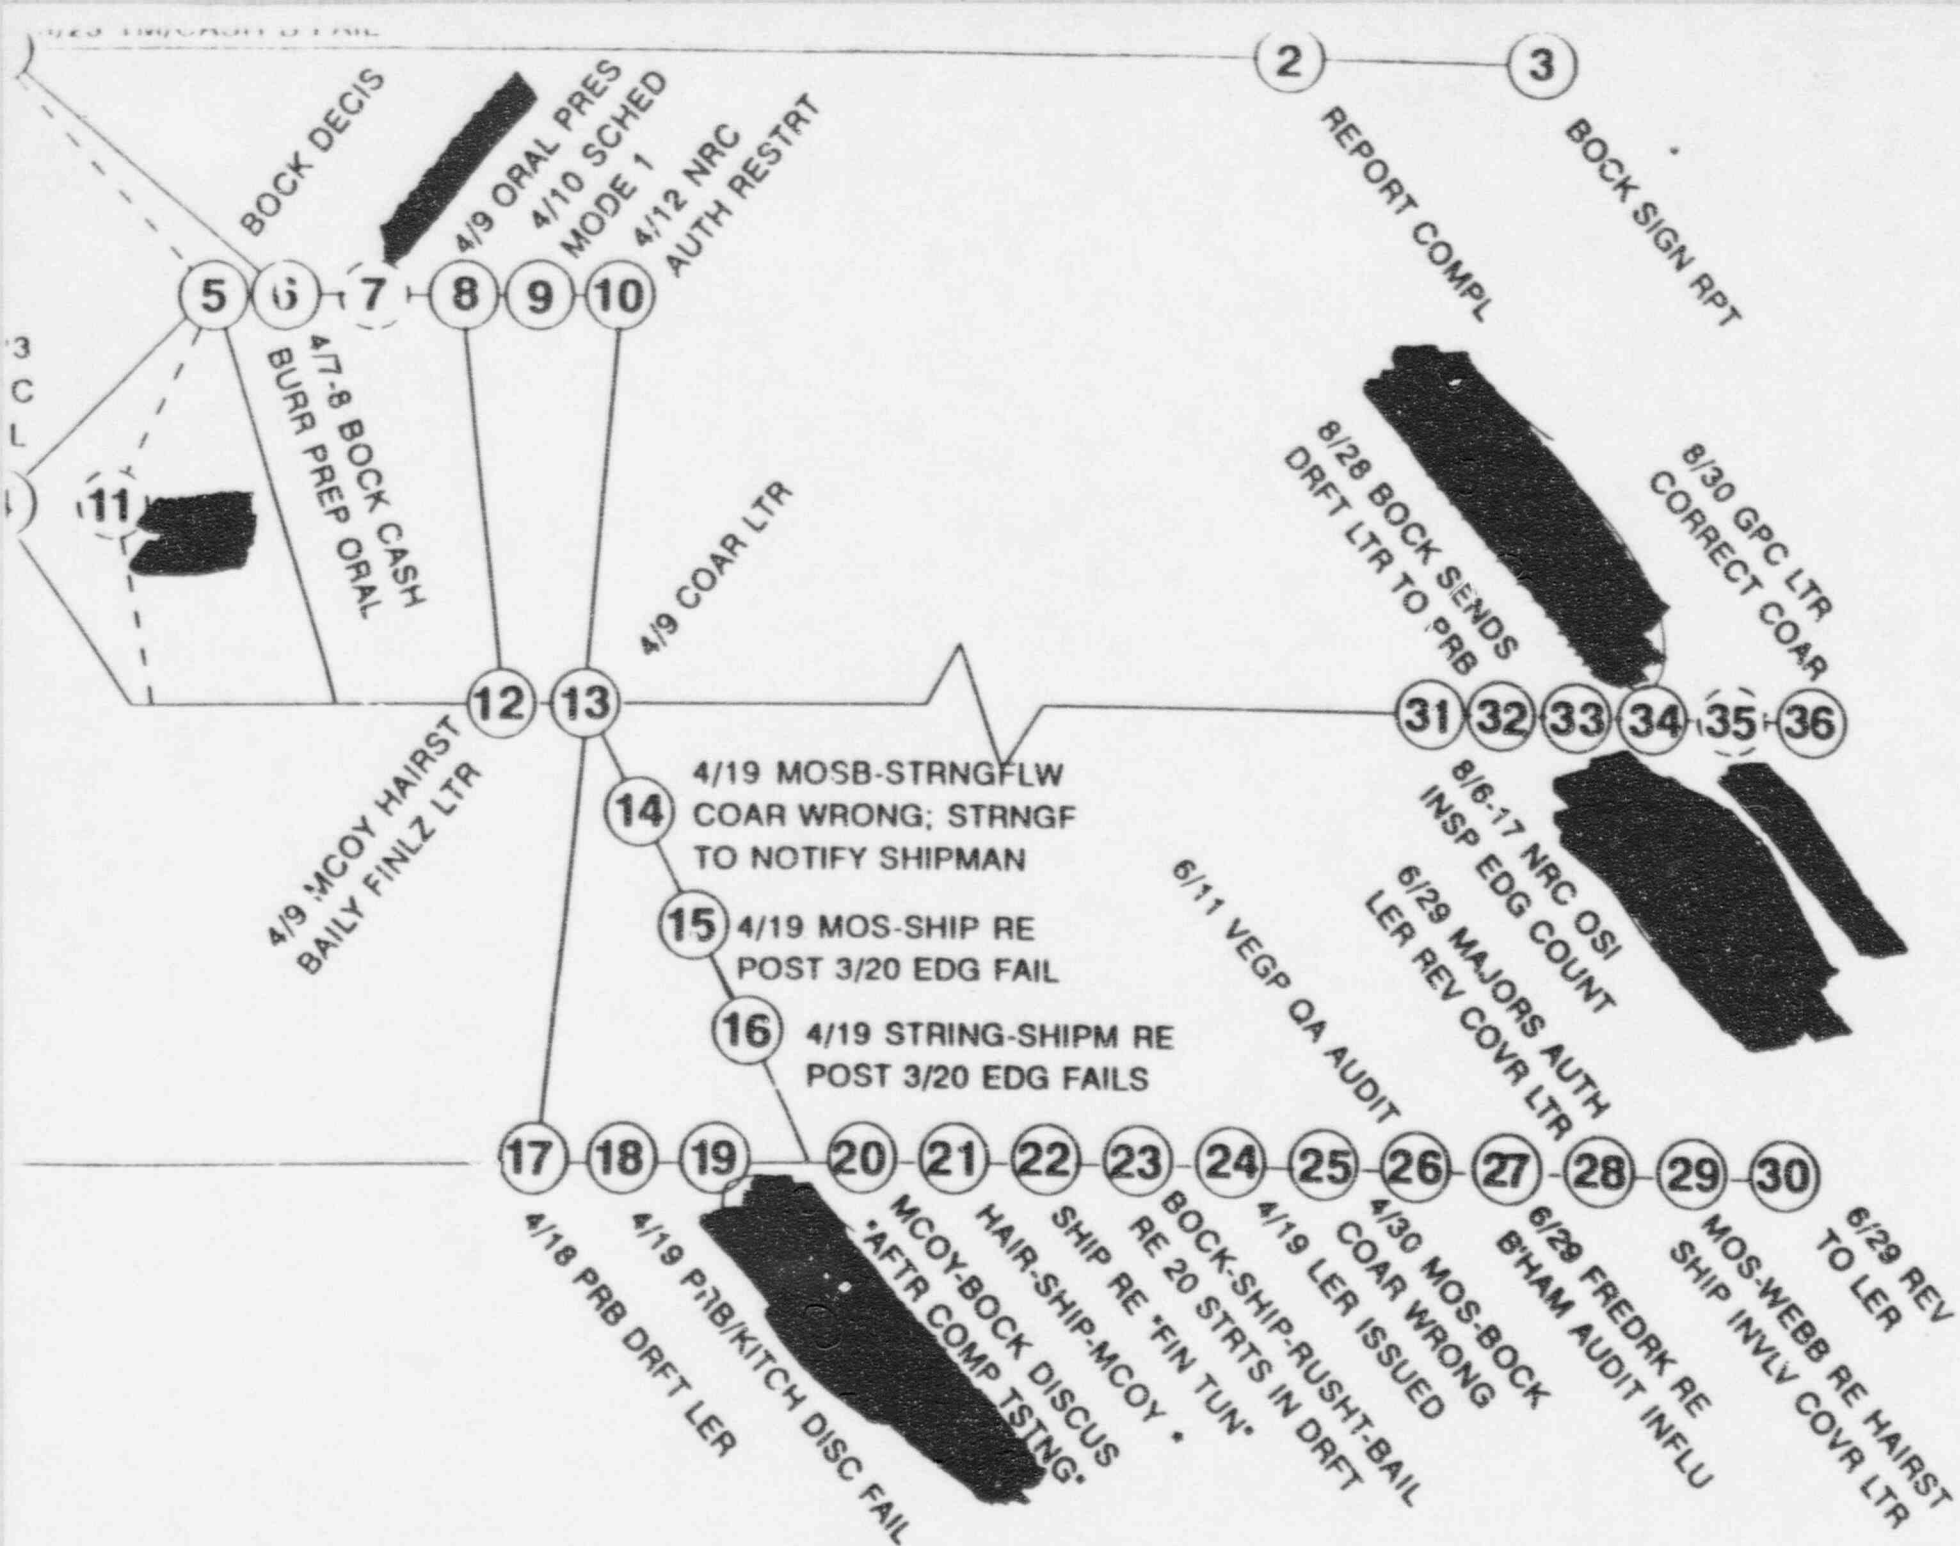 2
3
REPORT COMPL
BOCK SIGN RPT
BOCK DECIS
4/9 ORAL PRES
4/10 SCHED
MODE 1
4/12 NRC
AUTH RESTRT
5
6
7
8
9
10
3
C
L
4/7-8 BOCK CASH
BURR PREP ORAL
11
4/9 COAR LTR
8/28 BOCK SENDS
DRFT LTR TO PRB
8/30 GPC LTR
CORRECT COAR
12
13
31
32
33
34
35
36
4/9 MCOY HAIRST
BAILY FINLZ LTR
14
4/19 MOSB-STRNGFLW
COAR WRONG; STRNGF
TO NOTIFY SHIPMAN
15
4/19 MOS-SHIP RE
POST 3/20 EDG FAIL
16
4/19 STRING-SHIPM RE
POST 3/20 EDG FAILS
8/6-17 NRC OSI
INSP EDG COUNT
6/29 MAJORS AUTH
LER REV COVR LTR
6/11 VEGP QA AUDIT
17
18
19
20
21
22
23
24
25
26
27
28
29
30
4/18 PRB DRFT LER
4/19 PRB/KITCH DISC FAIL
MCOY-BOCK DISCUS
"AFTR COMP TSTNG"
HAIR-SHIP-MCOY "
SHIP RE "FIN TUN"
BOCK-SHIP-RUSHT-BAIL
RE 20 STRTS IN DRFT
4/19 LER ISSUED
4/30 MOS-BOCK
COAR WRONG
6/29 FREDRK RE
B'HAM AUDIT INFLU
MOS-WEBB RE HAIRST
SHIP INVLV COVR LTR
6/29 REV
TO LER